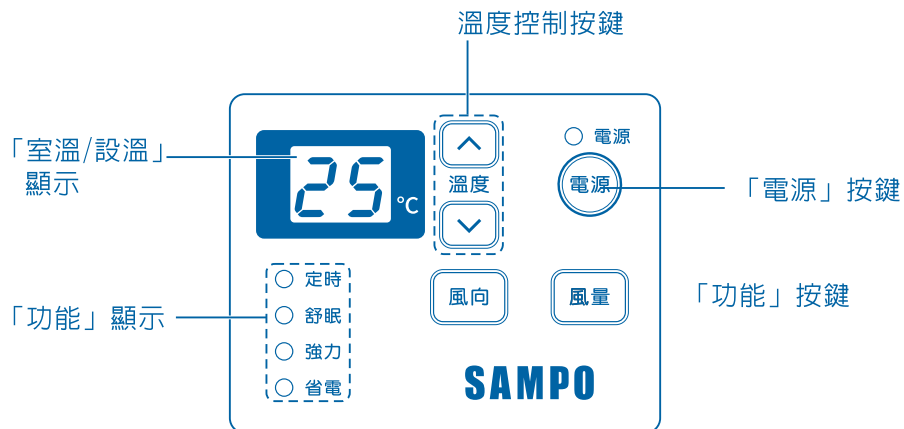 溫度控制按鍵
「室溫/設溫」
顯示
25
°C
溫度
電源
電源
「電源」按鍵
定時
舒眠
強力
省電
「功能」顯示
風向
風量
「功能」按鍵
SAMPO